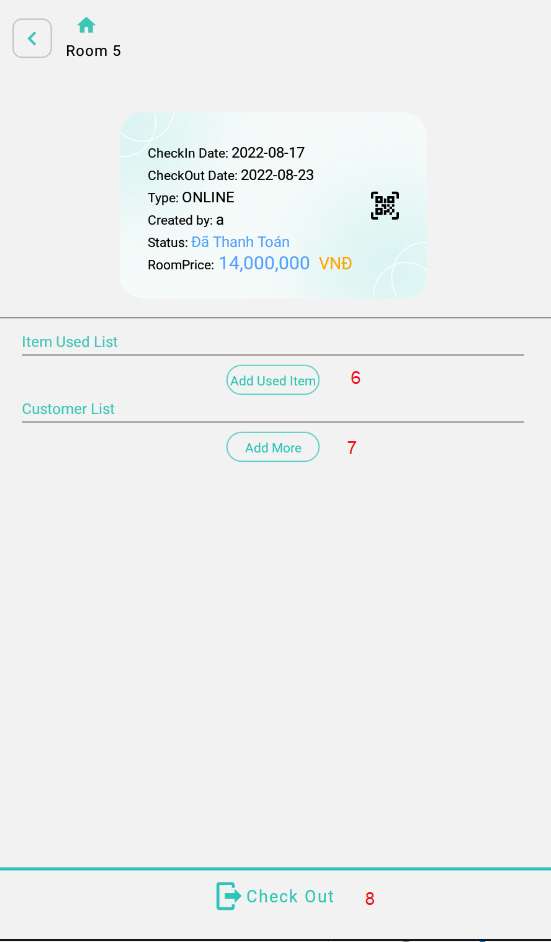 Room 5
CheckIn Date: 2022-08-17
CheckOut Date: 2022-08-23
Type: ONLINE
Created by: a
Status: Đã Thanh Toán
RoomPrice: 14,000,000 VNĐ
Item Used List
Add Used Item 6
Customer List
Add More 7
Check Out 8